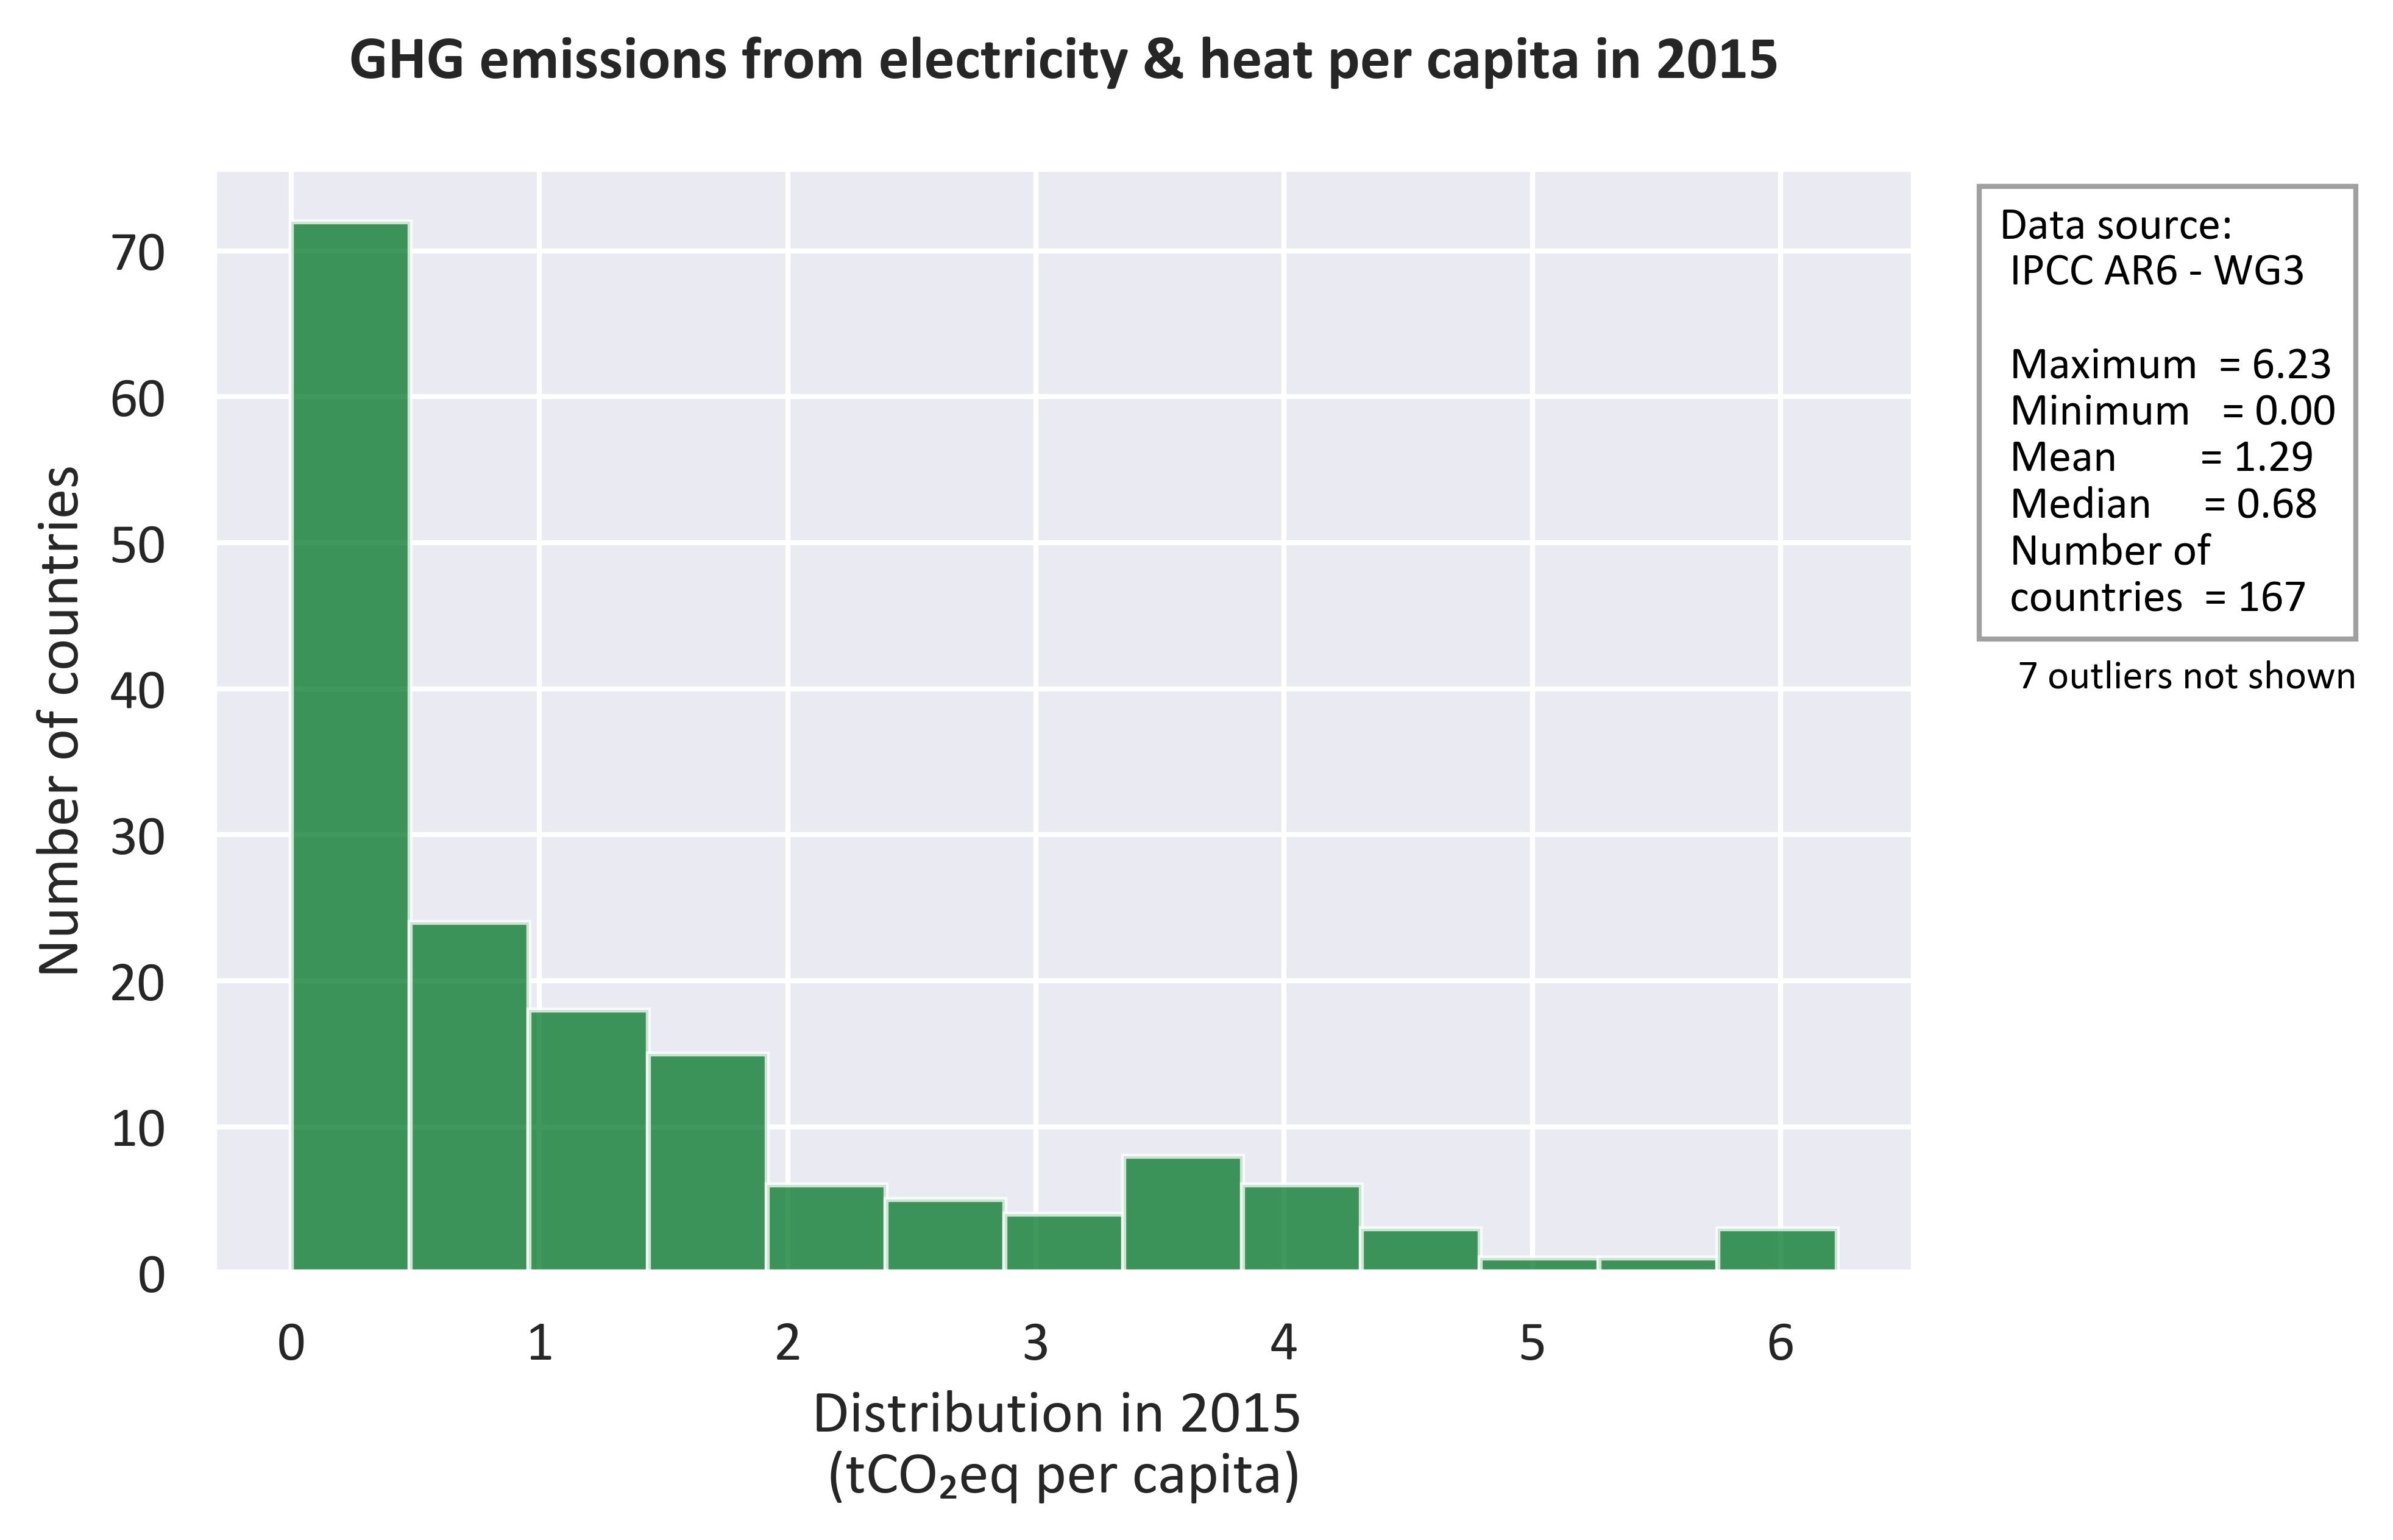 GHG emissions from electricity & heat per capita in 2015
Number of countries
70
60
50
40
30
20
10
0
0 1 2 3 4 5 6
Distribution in 2015
(tCO₂eq per capita)
Data source:
IPCC AR6 - WG3
Maximum = 6.23
Minimum = 0.00
Mean = 1.29
Median = 0.68
Number of
countries = 167
7 outliers not shown